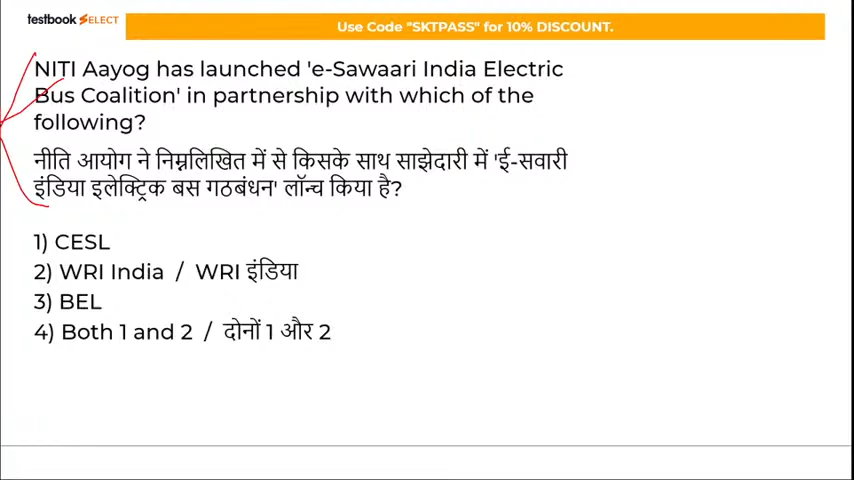 testbook SELECT
Use Code "SKTPASS" for 10% DISCOUNT.
NITI Aayog has launched 'e-Sawaari India Electric
Bus Coalition' in partnership with which of the
following?
नीति आयोग ने निम्नलिखित में से किसके साथ साझेदारी में 'ई-सवारी
इंडिया इलेक्ट्रिक बस गठबंधन' लॉन्च किया है?
1) CESL
2) WRI India / WRI इंडिया
3) BEL
4) Both 1 and 2 / दोनों 1 और 2